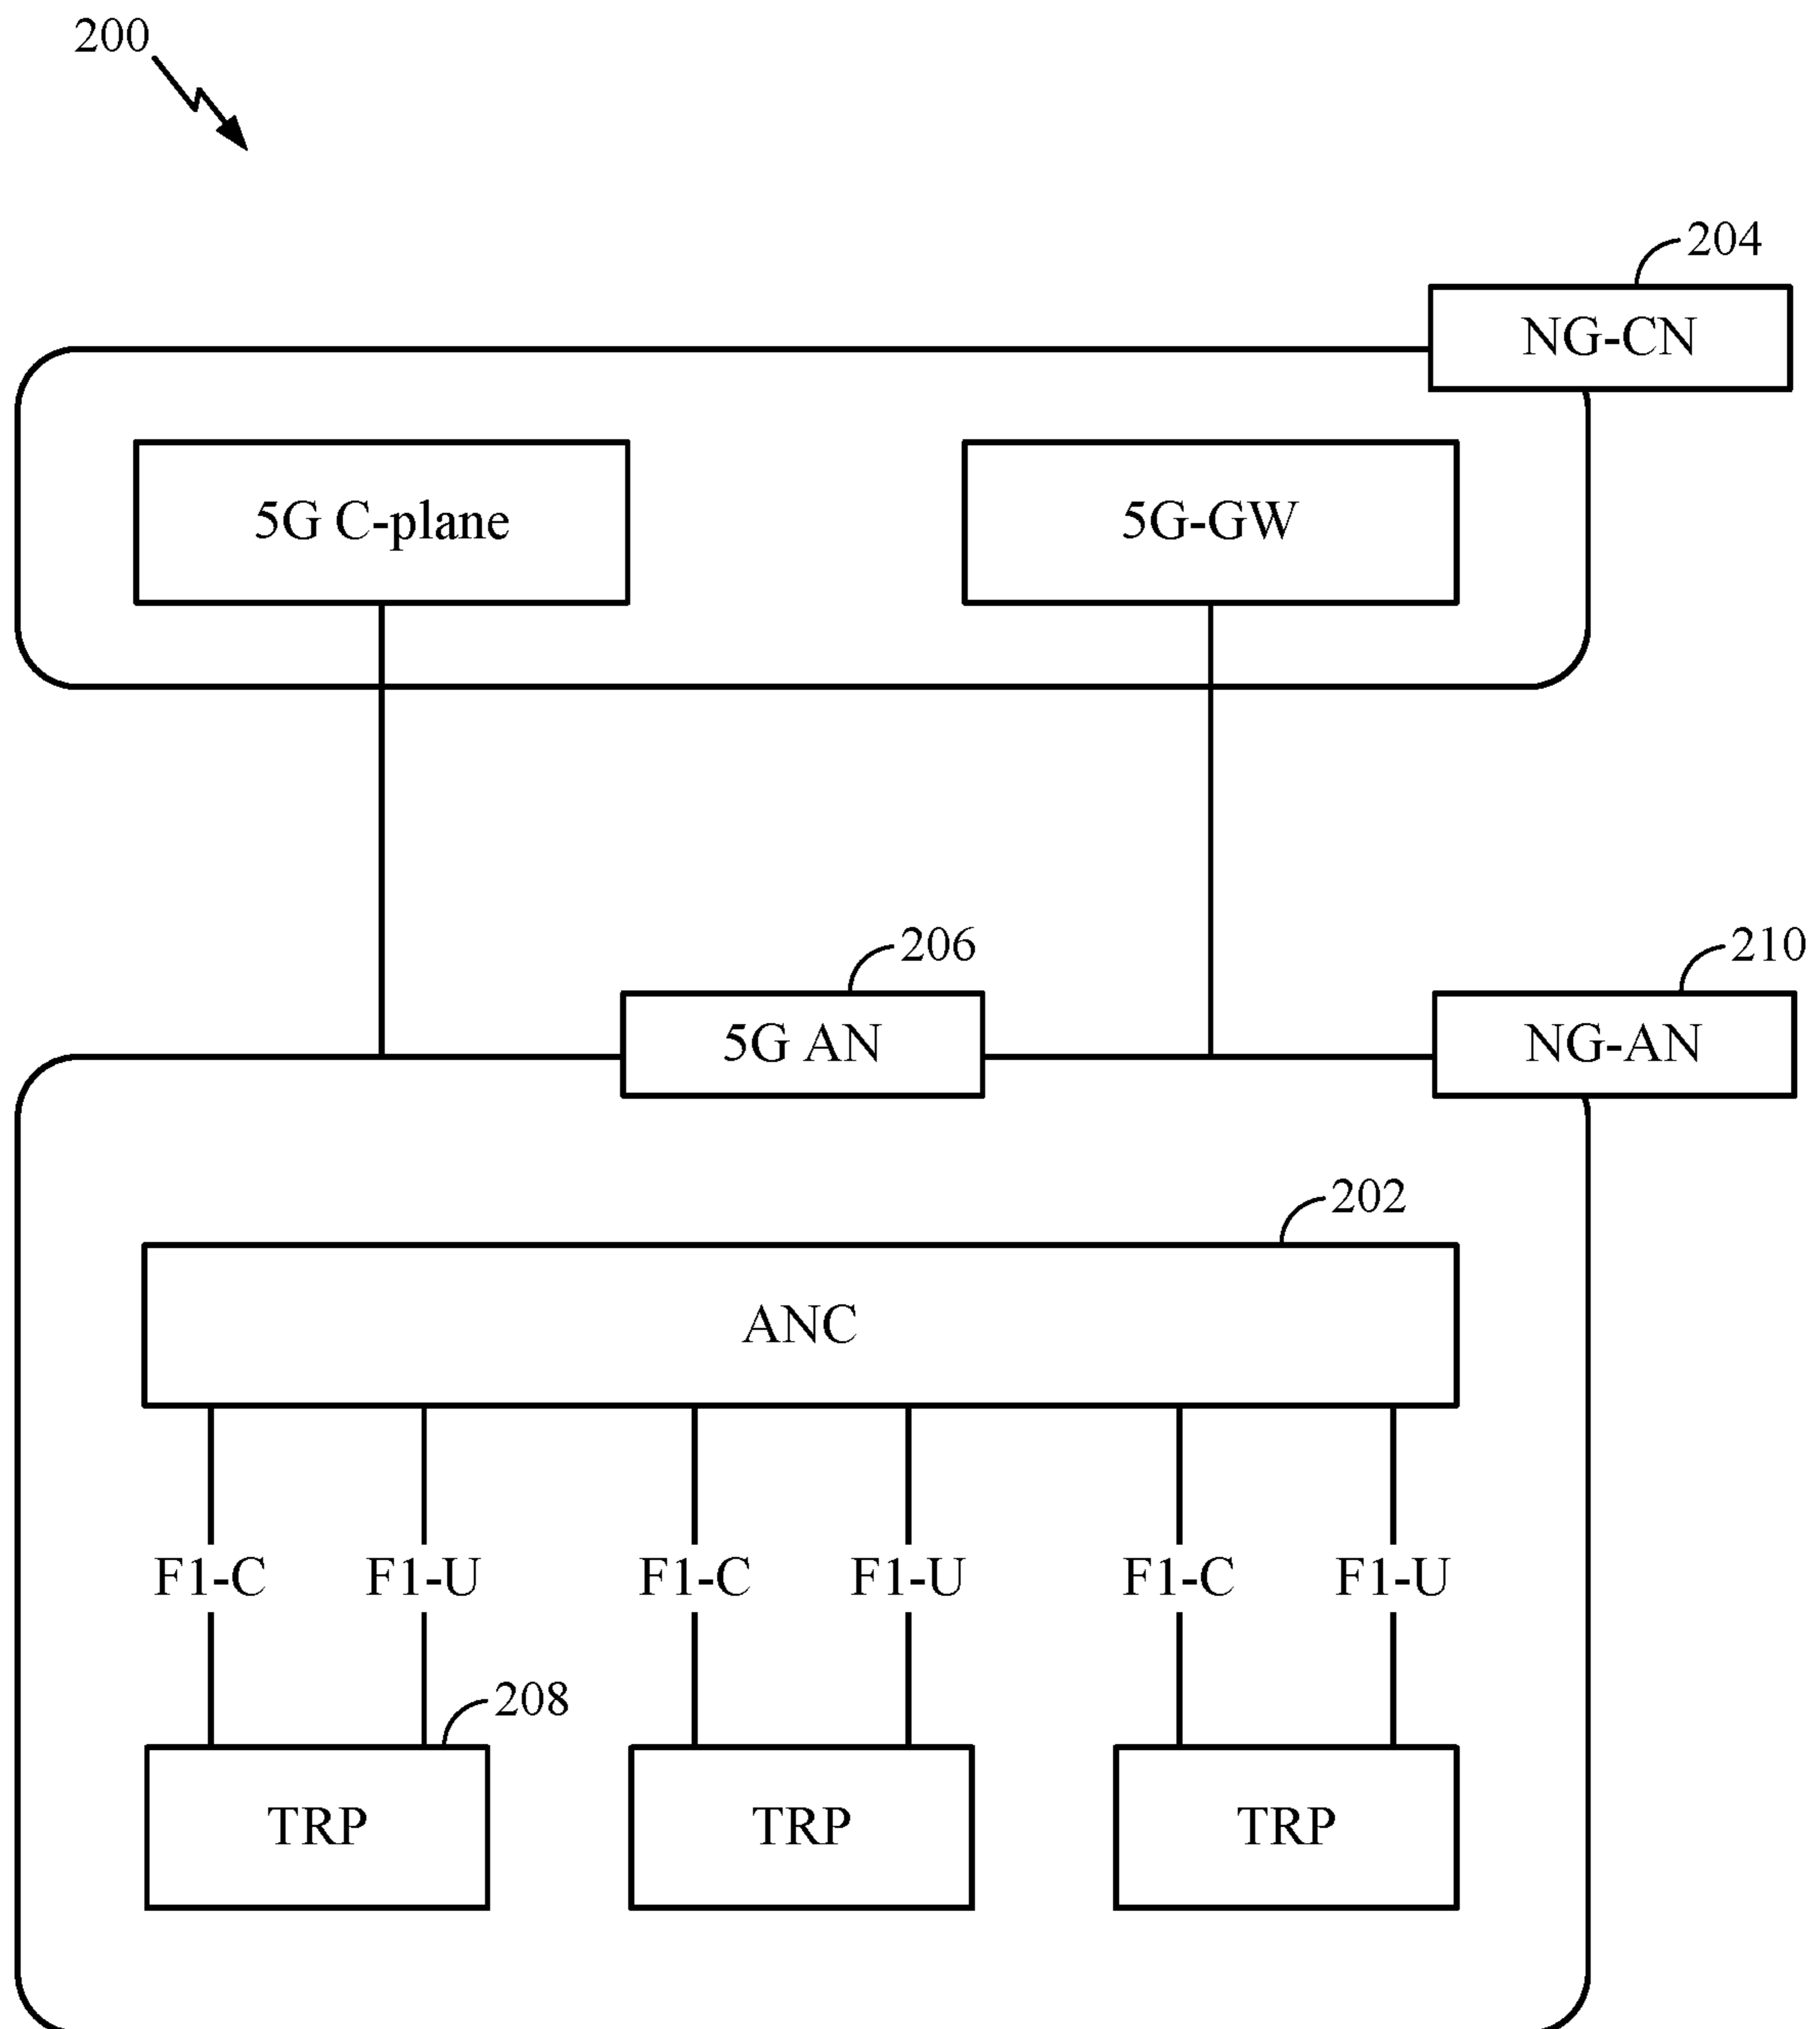 200
204
NG-CN
5G C-plane
5G-GW
206
210
5G AN
NG-AN
202
ANC
F1-C F1-U F1-C F1-U F1-C F1-U
208
TRP TRP TRP